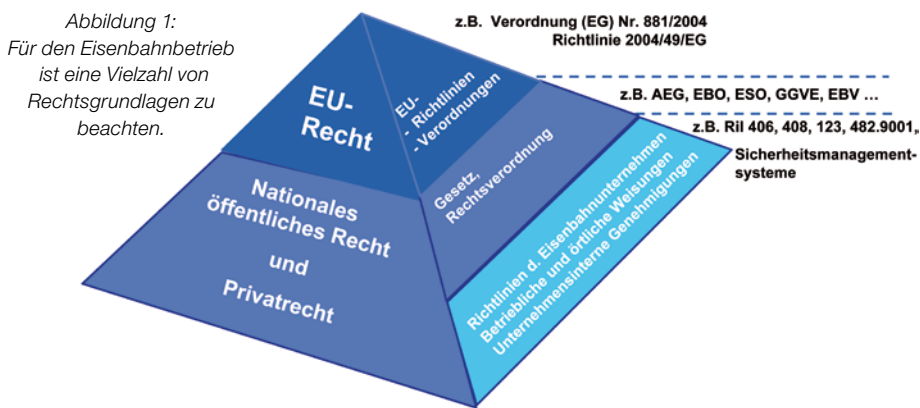 Abbildung 1:
Für den Eisenbahnbetrieb
ist eine Vielzahl von
Rechtsgrundlagen zu
beachten.
z.B. Verordnung (EG) Nr. 881/2004
Richtlinie 2004/49/EG
z.B. AEG, EBO, ESO, GGVE, EBV ...
z.B. Ril 406, 408, 123, 482.9001,
Sicherheitsmanagement-
systeme
EU-
Recht
EU-
- Richtlinien
- Verordnungen
Nationales
öffentliches Recht
und
Privatrecht
Gesetz,
Rechtsverordnung
Richtlinien d. Eisenbahnunternehmen
Betriebliche und örtliche Weisungen
Unternehmensinterne Genehmigungen